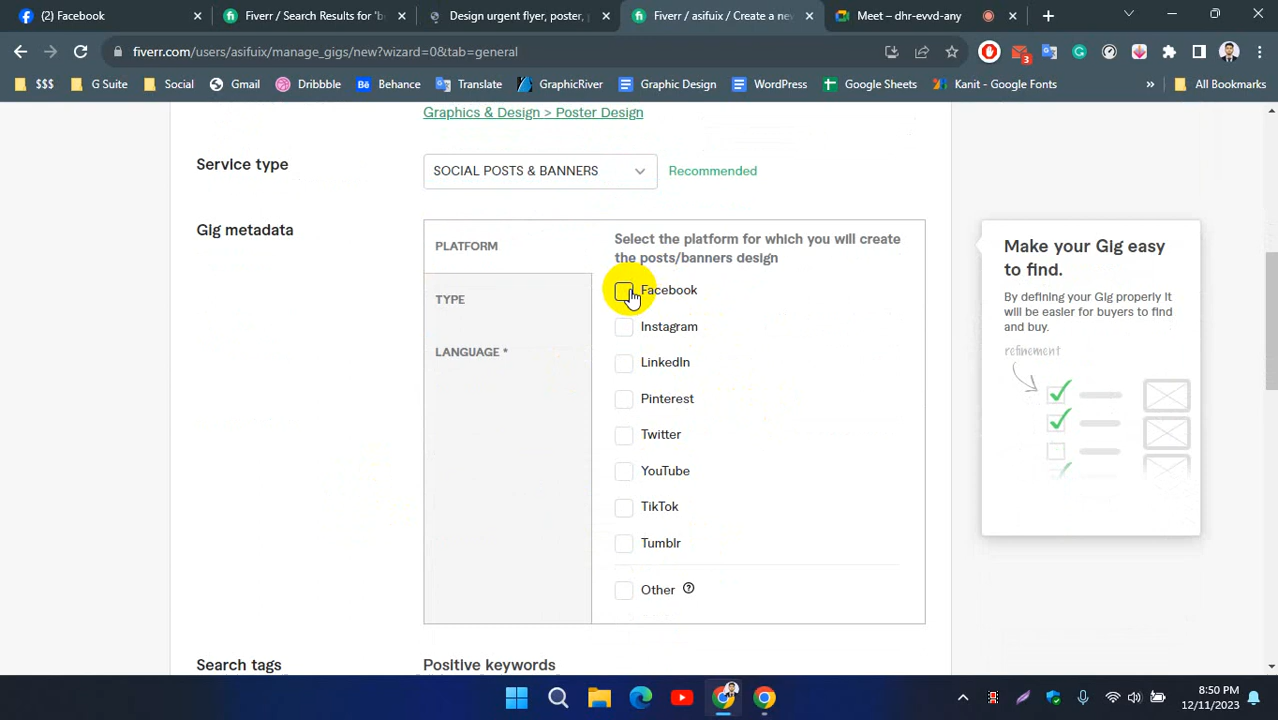 (2) Facebook
Fiverr / Search Results for 'b
Design urgent flyer, poster, p
Fiverr / asifuix / Create a new
Meet – dhr-evvd-any
fiverr.com/users/asifuix/manage_gigs/new?wizard=0&tab=general
3
$$$
G Suite
Social
Gmail
Dribbble
Behance
Translate
GraphicRiver
Graphic Design
WordPress
Google Sheets
Kanit - Google Fonts
All Bookmarks
Graphics & Design > Poster Design
Service type
SOCIAL POSTS & BANNERS
Recommended
Gig metadata
PLATFORM
TYPE
LANGUAGE *
Select the platform for which you will create
the posts/banners design
Facebook
Instagram
LinkedIn
Pinterest
Twitter
YouTube
TikTok
Tumblr
Other
Make your Gig easy
to find.
By defining your Gig properly it
will be easier for buyers to find
and buy.
refinement
Search tags
Positive keywords
8:50 PM
12/11/2023